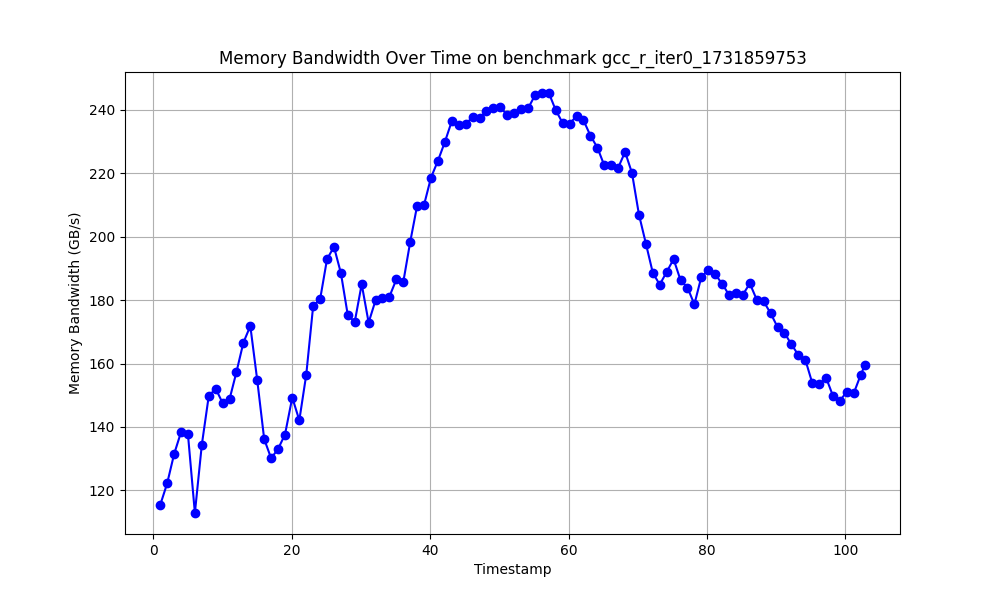 Memory Bandwidth Over Time on benchmark gcc_r_iter0_1731859753
Memory Bandwidth (GB/s)
240
220
200
180
160
140
120
0 20 40 60 80 100
Timestamp